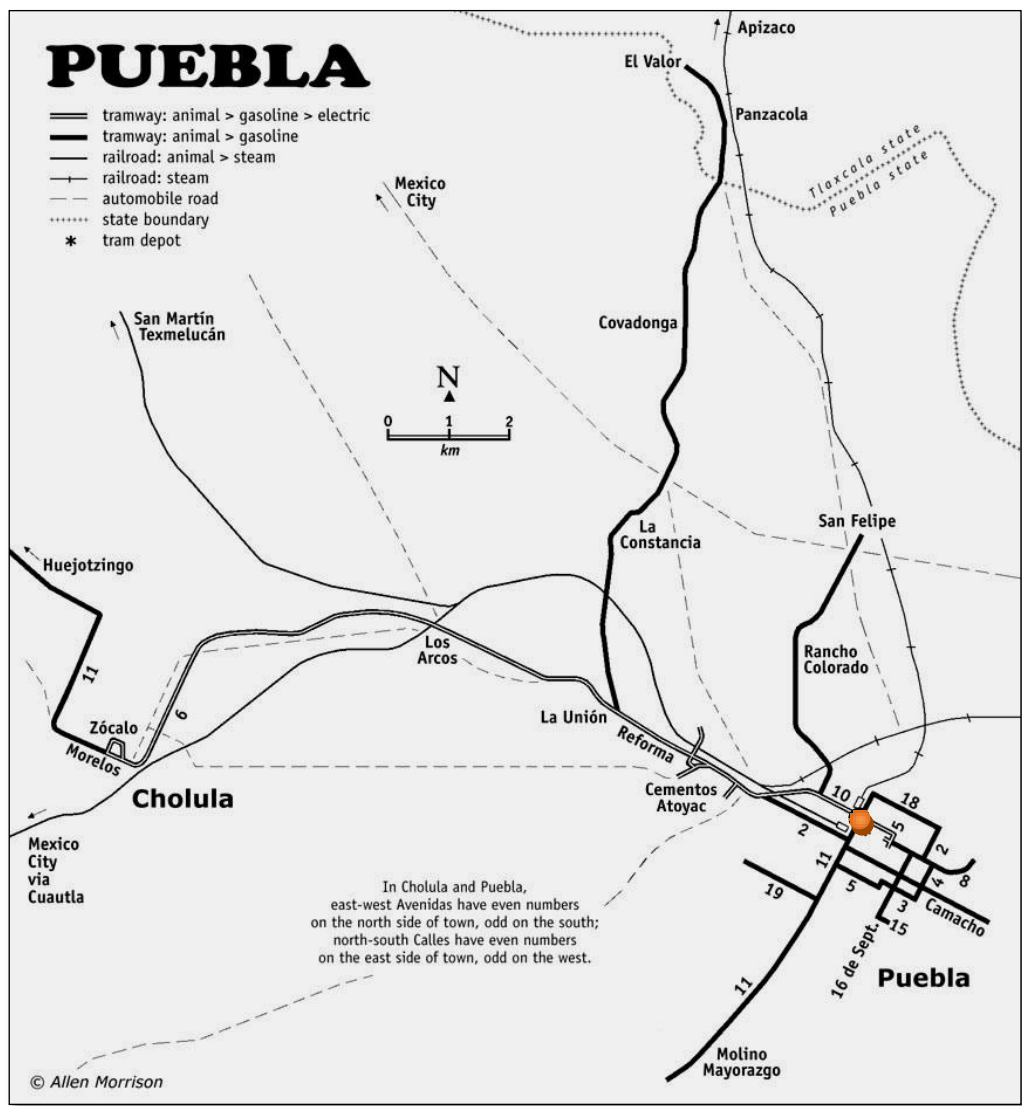 PUEBLA
tramway: animal > gasoline > electric
tramway: animal > gasoline
railroad: animal > steam
railroad: steam
automobile road
state boundary
* tram depot
Apizaco
El Valor
Panzacola
Tlaxcala state
Puebla state
Mexico
City
San Martín
Texmelucán
Covadonga
N
0 1 2
km
La
Constancia
San Felipe
Huejotzingo
Rancho
Colorado
Los
Arcos
11
6
Zócalo
Morelos
La Unión
Reforma
Cementos
Atoyac
Cholula
10
18
5
2
2
4
8
11
5
3
19
Camacho
15
16 de Sept.
Puebla
11
Mexico
City
via
Cuautla
In Cholula and Puebla,
east-west Avenidas have even numbers
on the north side of town, odd on the south;
north-south Calles have even numbers
on the east side of town, odd on the west.
Molino
Mayorazgo
© Allen Morrison